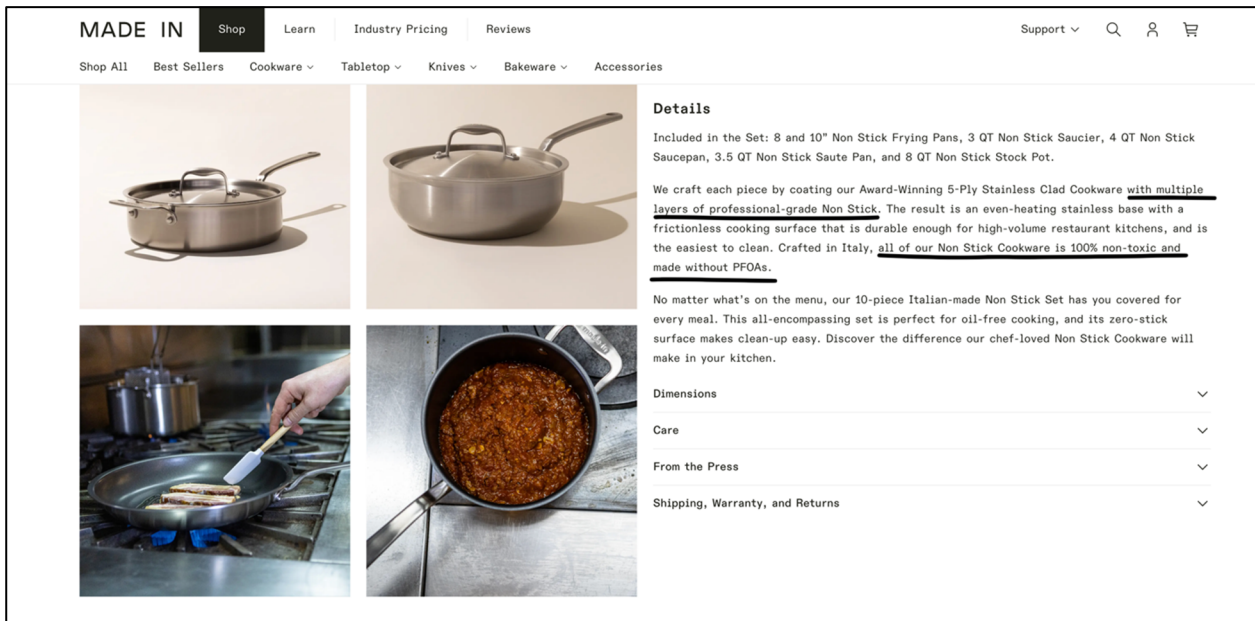 MADE IN Shop Learn Industry Pricing Reviews Support
Shop All Best Sellers Cookware Tabletop Knives Bakeware Accessories
Details
Included in the Set: 8 and 10" Non Stick Frying Pans, 3 QT Non Stick Saucier, 4 QT Non Stick
Saucepan, 3.5 QT Non Stick Saute Pan, and 8 QT Non Stick Stock Pot.
We craft each piece by coating our Award-Winning 5-Ply Stainless Clad Cookware with multiple
layers of professional-grade Non Stick. The result is an even-heating stainless base with a
frictionless cooking surface that is durable enough for high-volume restaurant kitchens, and is
the easiest to clean. Crafted in Italy, all of our Non Stick Cookware is 100% non-toxic and
made without PFOAs.
No matter what's on the menu, our 10-piece Italian-made Non Stick Set has you covered for
every meal. This all-encompassing set is perfect for oil-free cooking, and its zero-stick
surface makes clean-up easy. Discover the difference our chef-loved Non Stick Cookware will
make in your kitchen.
Dimensions
Care
From the Press
Shipping, Warranty, and Returns